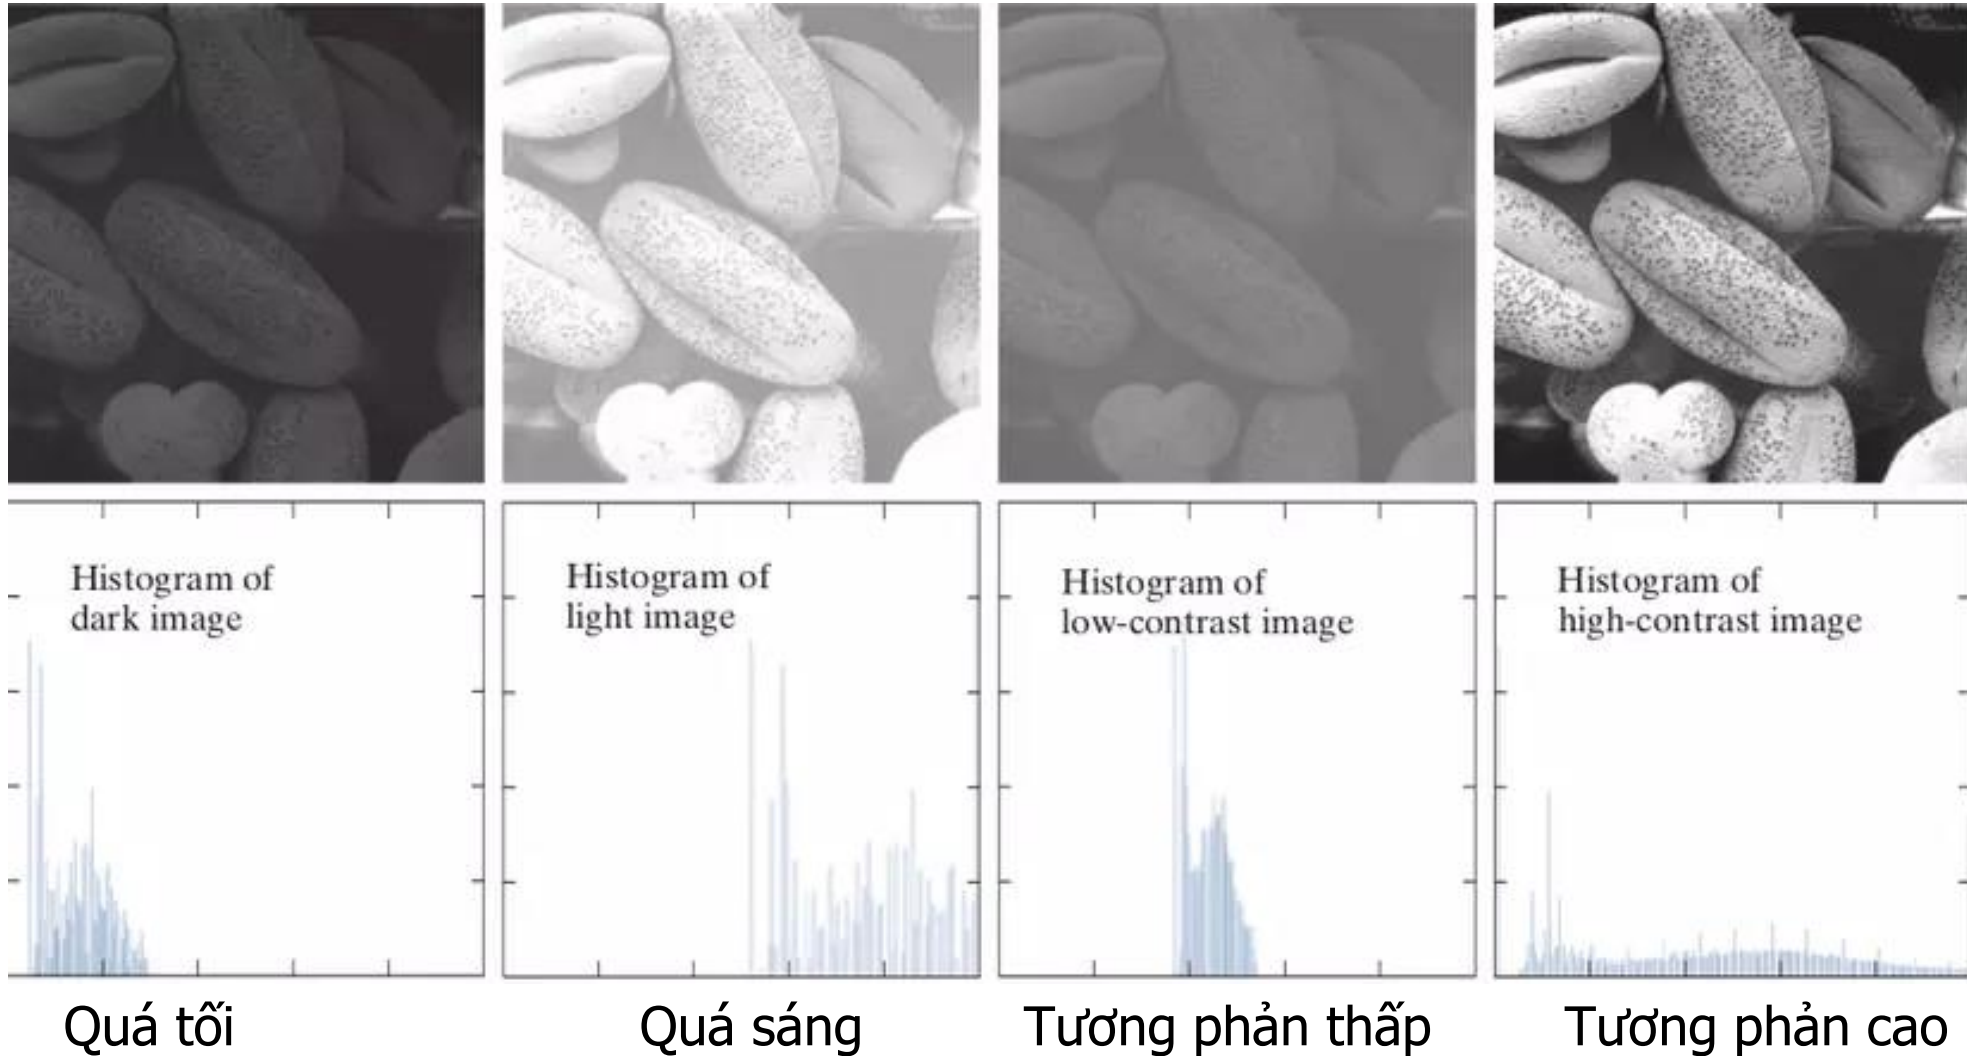 Histogram of
dark image
Histogram of
light image
Histogram of
low-contrast image
Histogram of
high-contrast image
Quá tối
Quá sáng
Tương phản thấp
Tương phản cao